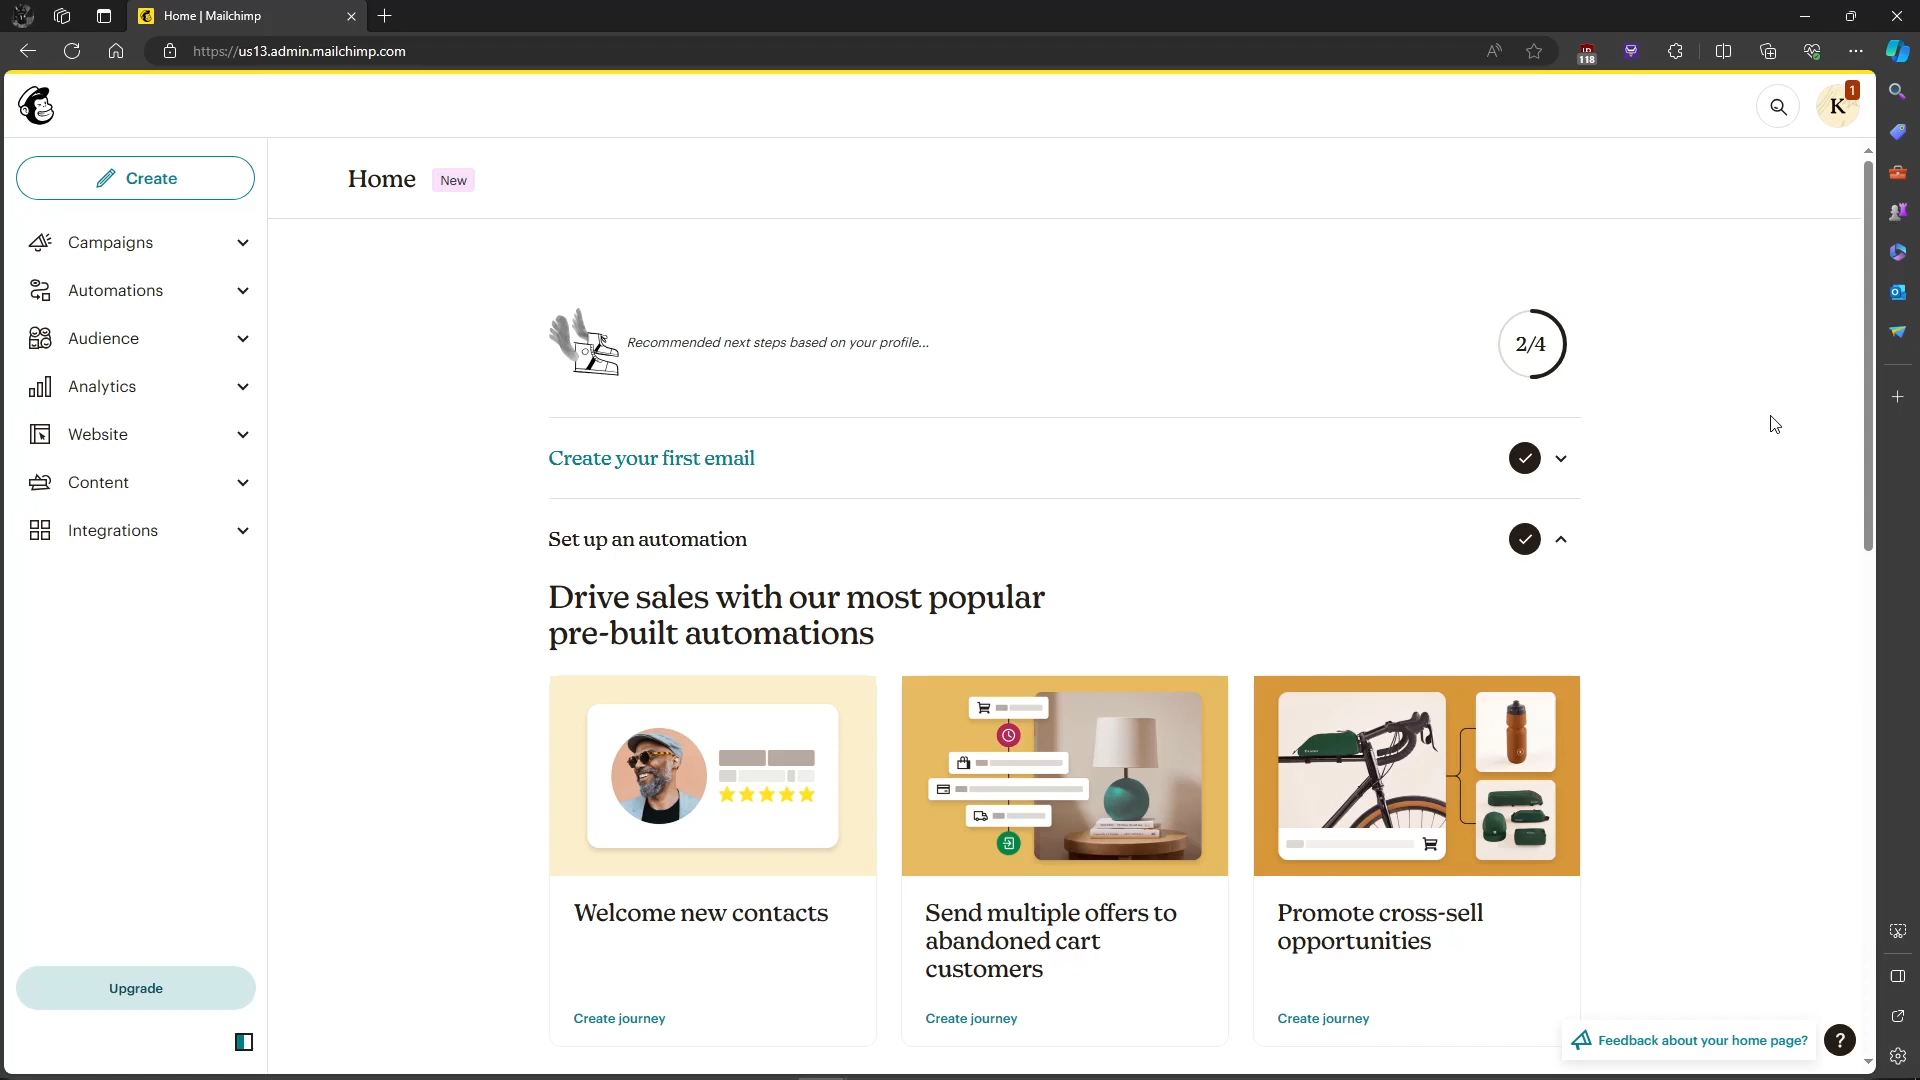 Home | Mailchimp
https://us13.admin.mailchimp.com
118
K
1
Create
Campaigns
Automations
Audience
Analytics
Website
Content
Integrations
Upgrade
Home New
Recommended next steps based on your profile...
2/4
Create your first email
Set up an automation
Drive sales with our most popular
pre-built automations
Welcome new contacts
Create journey
Send multiple offers to
abandoned cart
customers
Create journey
Promote cross-sell
opportunities
Create journey
Feedback about your home page?
?